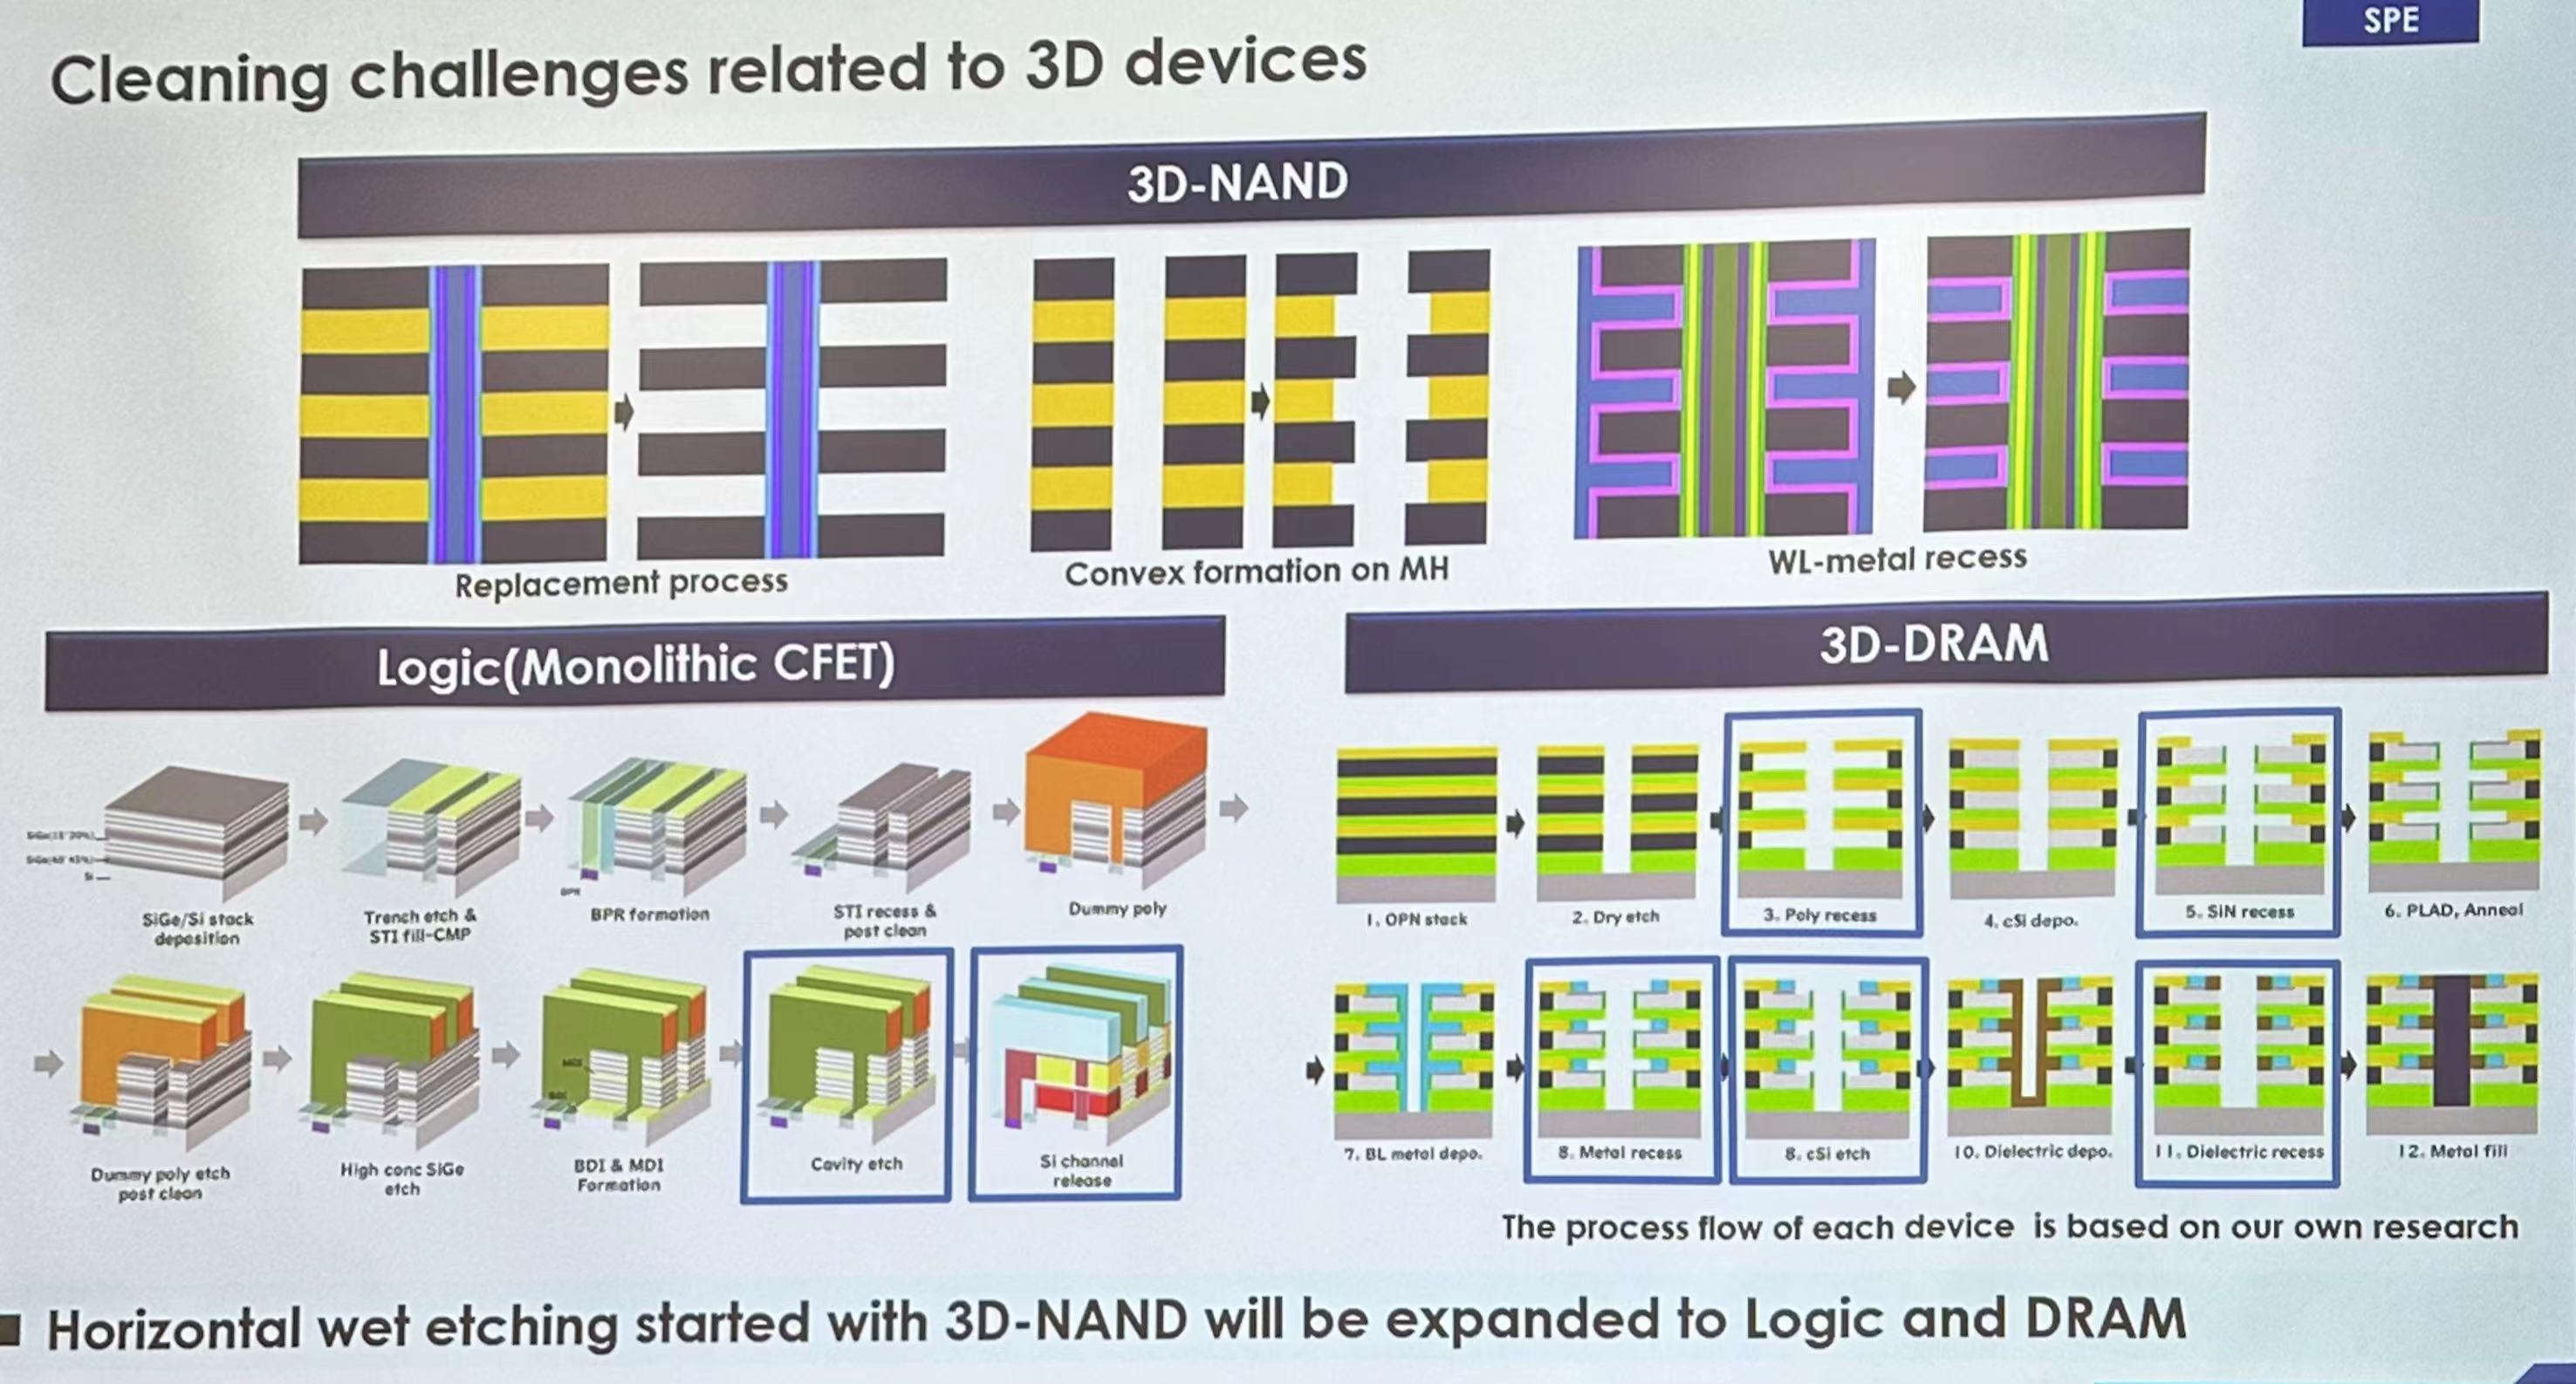 SPE
Cleaning challenges related to 3D devices
3D-NAND
Replacement process
Convex formation on MH
WL-metal recess
Logic(Monolithic CFET)
Si
SiGe/Si stack
deposition
Trench etch &
STI fill-CMP
BPR
BPR formation
STI recess &
post clean
Dummy poly
Dummy poly etch
post clean
High conc SiGe
etch
MDI
BDI
BDI & MDI
Formation
Cavity etch
Si channel
release
3D-DRAM
1. OPN stack
2. Dry etch
3. Poly recess
4. cSi depo.
5. SiN recess
6. PLAD, Anneal
7. BL metal depo.
8. Metal recess
8. cSi etch
10. Dielectric depo.
11. Dielectric recess
12. Metal fill
The process flow of each device is based on our own research
Horizontal wet etching started with 3D-NAND will be expanded to Logic and DRAM